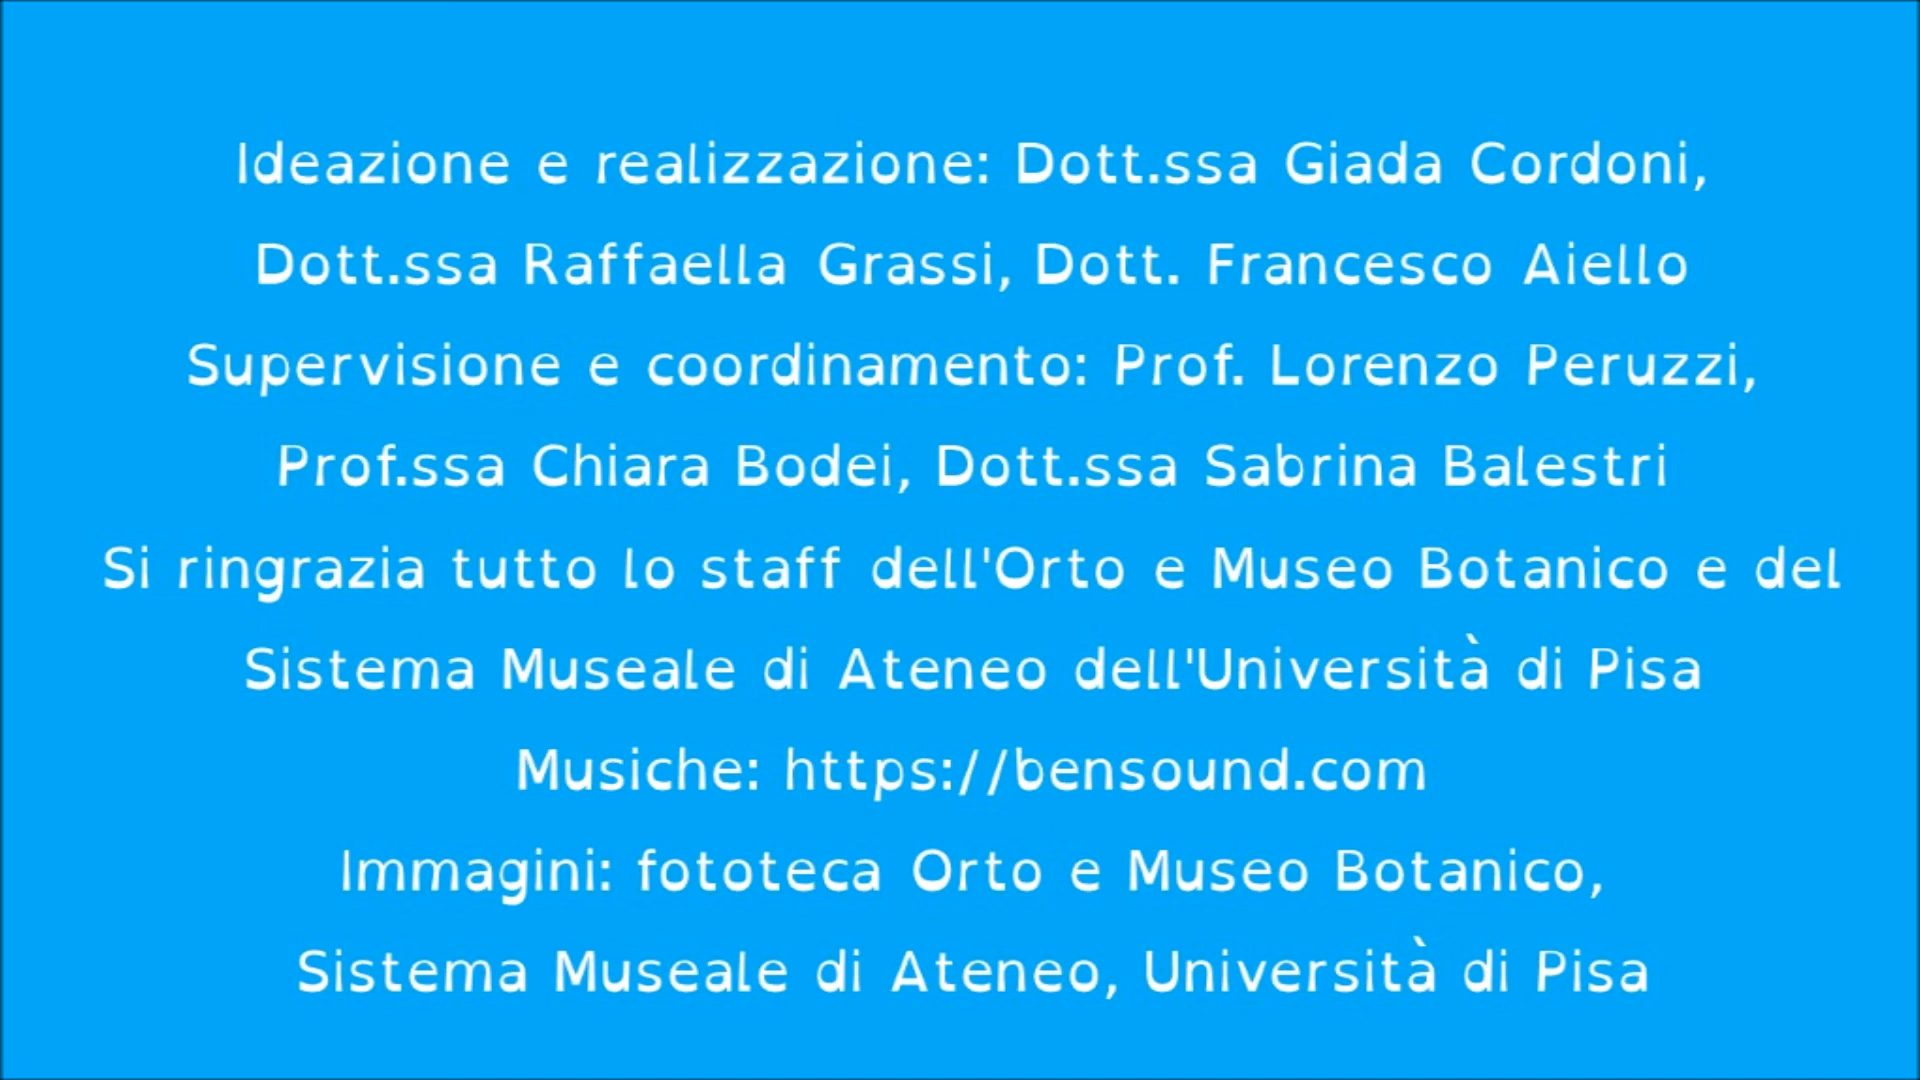 Ideazione e realizzazione: Dott.ssa Giada Cordoni,
Dott.ssa Raffaella Grassi, Dott. Francesco Aiello
Supervisione e coordinamento: Prof. Lorenzo Peruzzi,
Prof.ssa Chiara Bodei, Dott.ssa Sabrina Balestri
Si ringrazia tutto lo staff dell'Orto e Museo Botanico e del
Sistema Museale di Ateneo dell'Università di Pisa
Musiche: https://bensound.com
Immagini: fototeca Orto e Museo Botanico,
Sistema Museale di Ateneo, Università di Pisa